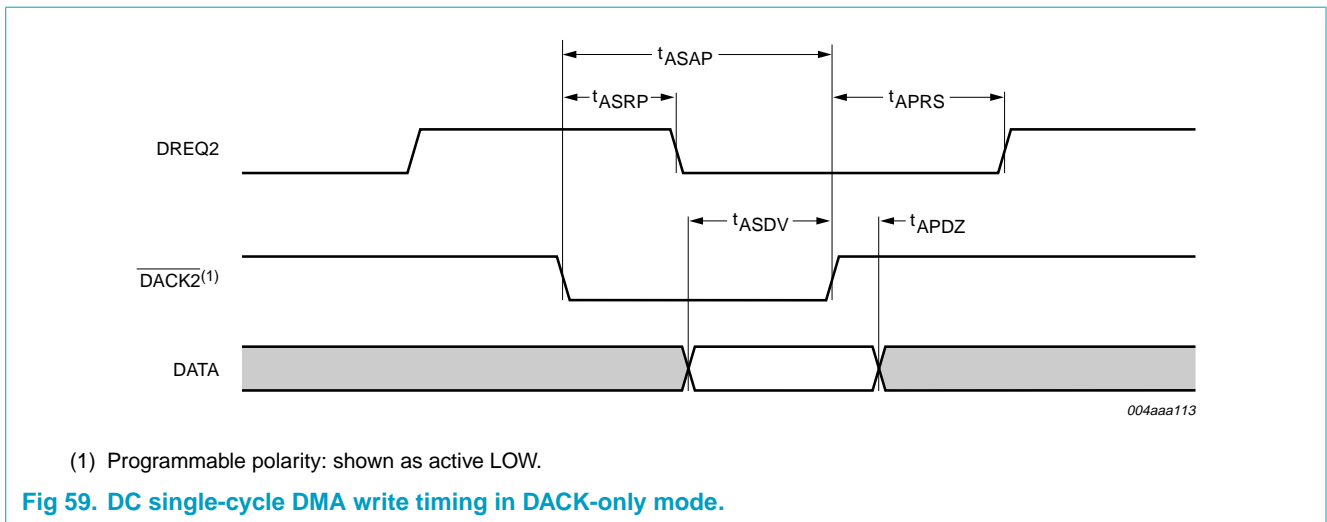 tASAP
tASRP
tAPRS
DREQ2
tASDV
tAPDZ
DACK2(1)
DATA
004aaa113
(1) Programmable polarity: shown as active LOW.
Fig 59. DC single-cycle DMA write timing in DACK-only mode.